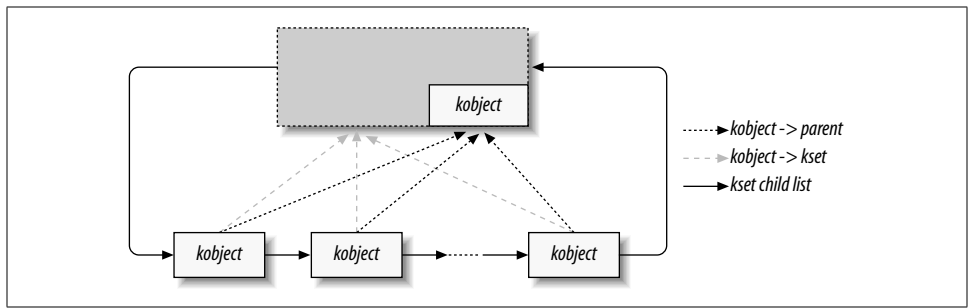 kobject
kobject -> parent
kobject -> kset
kset child list
kobject
kobject
kobject